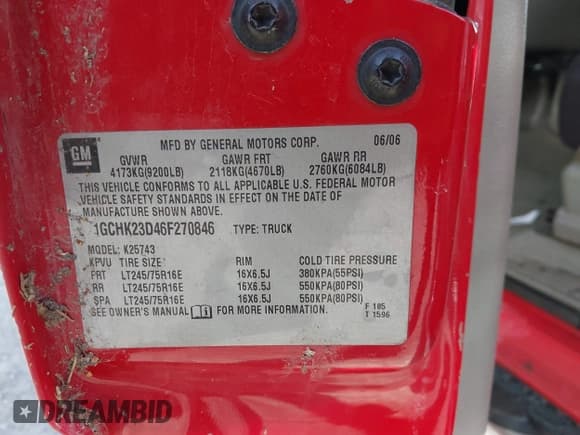 GM
MFD BY GENERAL MOTORS CORP. 06/06
GVWR GAWR FRT GAWR RR
4173KG(9200LB) 2118KG(4670LB) 2760KG(6084LB)
THIS VEHICLE CONFORMS TO ALL APPLICABLE U.S. FEDERAL MOTOR
VEHICLE SAFETY STANDARDS IN EFFECT ON THE DATE OF
MANUFACTURE SHOWN ABOVE.
1GCHK23D46F270846 TYPE: TRUCK
MODEL: K25743
KPVU TIRE SIZE RIM COLD TIRE PRESSURE
FRT LT245/75R16E 16X6.5J 380KPA(55PSI)
RR LT245/75R16E 16X6.5J 550KPA(80PSI)
SPA LT245/75R16E 16X6.5J 550KPA(80PSI)
SEE OWNER'S MANUAL FOR MORE INFORMATION.
F 105
T 1596
DREAMBID